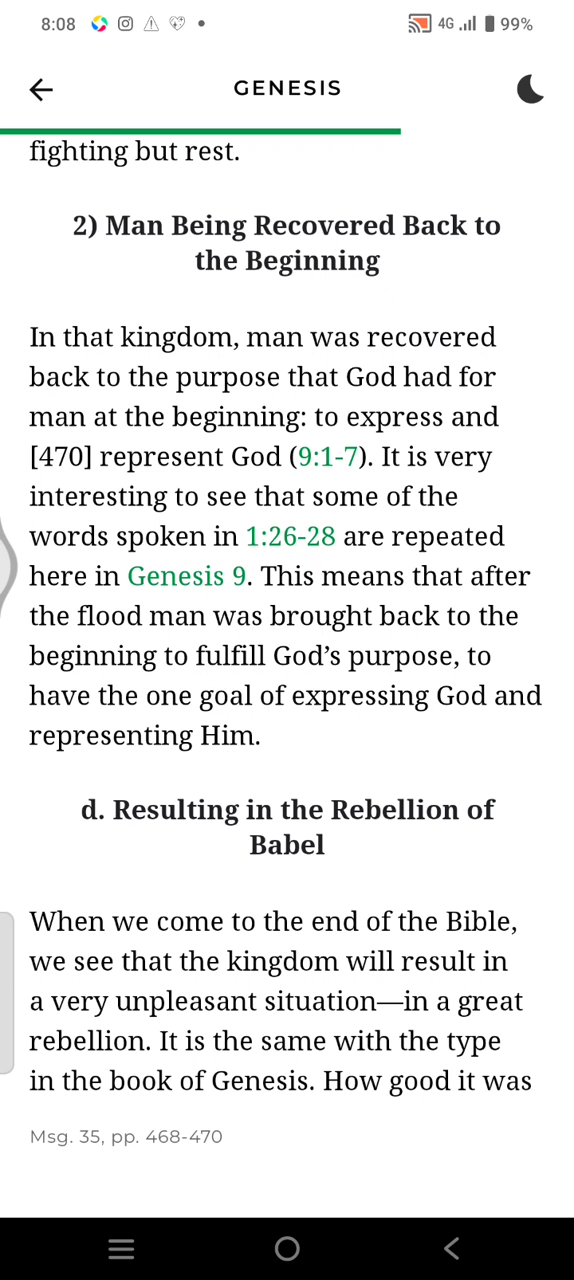 8:08
4G
99%
GENESIS
fighting but rest.
2) Man Being Recovered Back to
the Beginning
In that kingdom, man was recovered
back to the purpose that God had for
man at the beginning: to express and
[470] represent God (9:1-7). It is very
interesting to see that some of the
words spoken in 1:26-28 are repeated
here in Genesis 9. This means that after
the flood man was brought back to the
beginning to fulfill God’s purpose, to
have the one goal of expressing God and
representing Him.
d. Resulting in the Rebellion of
Babel
When we come to the end of the Bible,
we see that the kingdom will result in
a very unpleasant situation—in a great
rebellion. It is the same with the type
in the book of Genesis. How good it was
Msg. 35, pp. 468-470